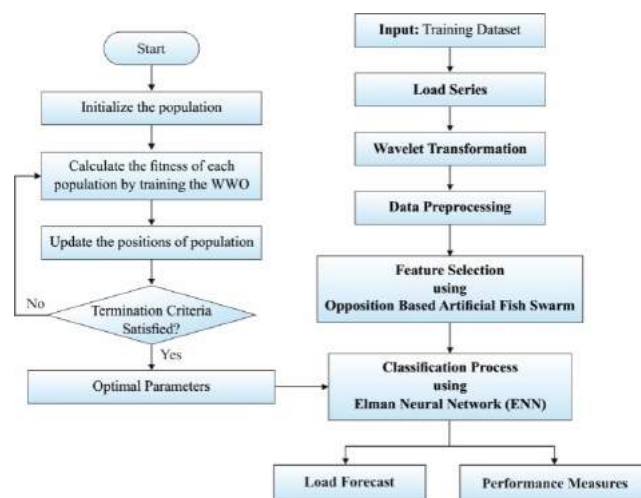 Start
Initialize the population
Calculate the fitness of each
population by training the WWO
Update the positions of population
No
Termination Criteria
Satisfied?
Yes
Optimal Parameters
Input: Training Dataset
Load Series
Wavelet Transformation
Data Preprocessing
Feature Selection
using
Opposition Based Artificial Fish Swarm
Classification Process
using
Elman Neural Network (ENN)
Load Forecast
Performance Measures